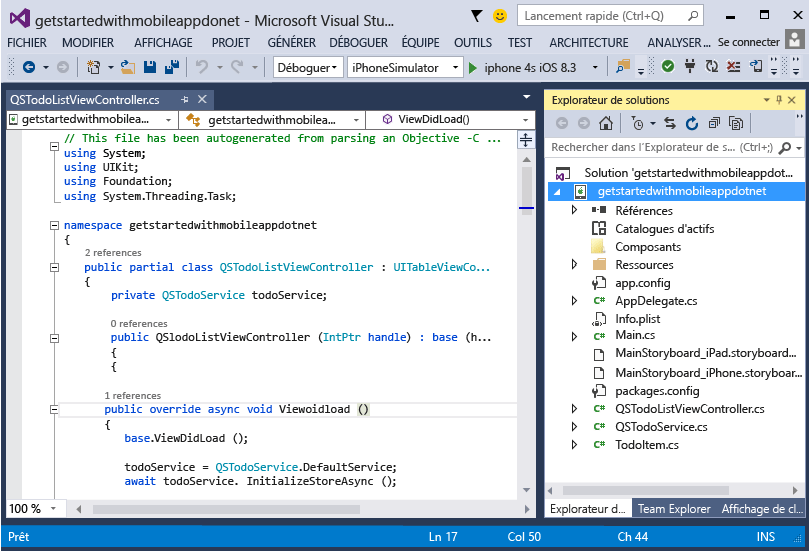 getstartedwithmobileappdonet - Microsoft Visual Stu...
Lancement rapide (Ctrl+Q)
FICHIER MODIFIER AFFICHAGE PROJET GÉNÉRER DÉBOGUER ÉQUIPE OUTILS TEST ARCHITECTURE ANALYSER... Se connecter
Déboguer iPhoneSimulator iphone 4s iOS 8.3
QSTodoListViewController.cs
getstartedwithmobilea... getstartedwithmobilea... ViewDidLoad()
// This file has been autogenerated from parsing an Objective -C ...
using System;
using UIKit;
using Foundation;
using System.Threading.Task;
namespace getstartedwithmobileappdotnet
{
2 references
public partial class QSTodoListViewController : UITableViewCo...
{
private QSTodoService todoService;
0 references
public QSlodoListViewController (IntPtr handle) : base (h...
{
{
1 references
public override async void Viewoidload ()
{
base.ViewDidLoad ();
todoService = QSTodoService.DefaultService;
await todoService. InitializeStoreAsync ();
100 %
Explorateur de solutions
Rechercher dans l'Explorateur de s... (Ctrl+;)
Solution 'getstartedwithmobileappdot...
getstartedwithmobileappdotnet
Références
Catalogues d'actifs
Composants
Ressources
app.config
C# AppDelegate.cs
Info.plist
C# Main.cs
MainStoryboard_iPad.storyboard...
MainStoryboard_iPhone.storyboar...
packages.config
C# QSTodoListViewController.cs
C# QSTodoService.cs
C# TodoItem.cs
Explorateur d... Team Explorer Affichage de cl...
Prêt Ln 17 Col 50 Ch 44 INS